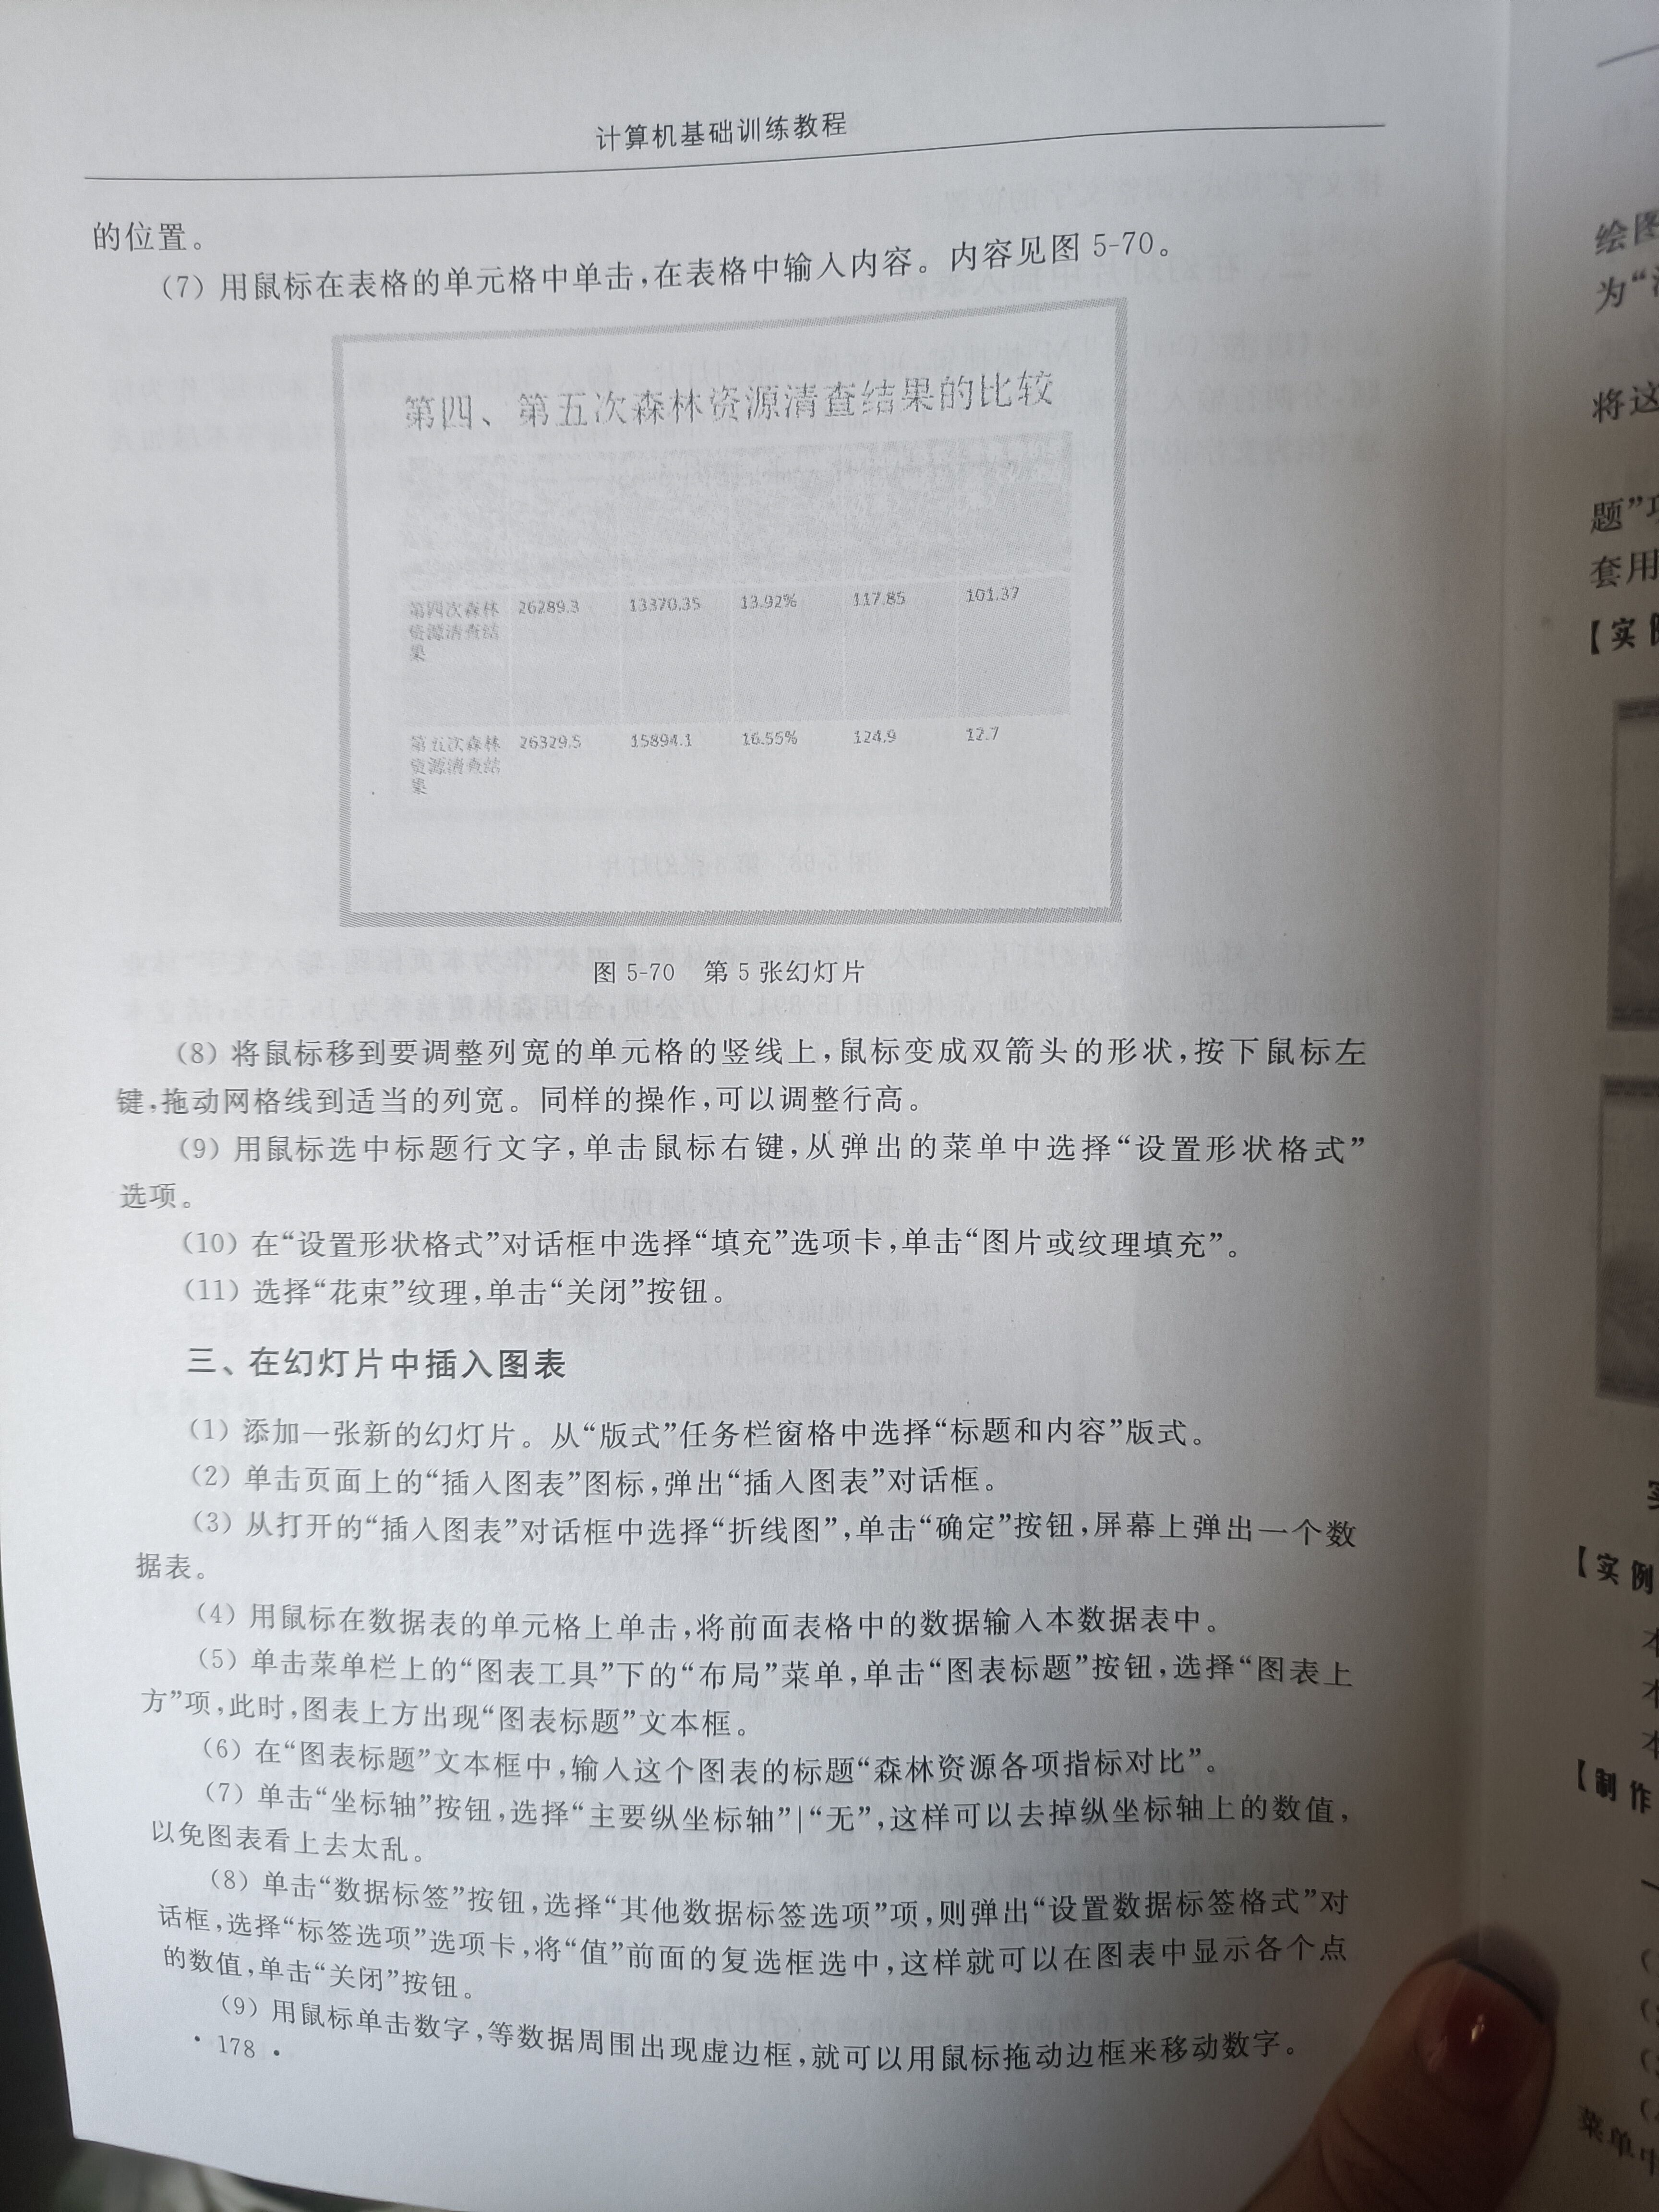 计算机基础训练教程
的位置。
(7) 用鼠标在表格的单元格中单击,在表格中输入内容。内容见图 5-70。
第四、第五次森林资源清查结果的比较
第四次森林 26289.3 13370.35 13.92% 117.85 101.37
资源清查结
果
第五次森林 26329.5 15894.1 16.55% 124.9 12.7
资源清查结
果
图 5-70 第 5 张幻灯片
(8) 将鼠标移到要调整列宽的单元格的竖线上,鼠标变成双箭头的形状,按下鼠标左
键,拖动网格线到适当的列宽。同样的操作,可以调整行高。
(9) 用鼠标选中标题行文字,单击鼠标右键,从弹出的菜单中选择“设置形状格式”
选项。
(10) 在“设置形状格式”对话框中选择“填充”选项卡,单击“图片或纹理填充”。
(11) 选择“花束”纹理,单击“关闭”按钮。
三、在幻灯片中插入图表
(1) 添加一张新的幻灯片。从“版式”任务栏窗格中选择“标题和内容”版式。
(2) 单击页面上的“插入图表”图标,弹出“插入图表”对话框。
(3) 从打开的“插入图表”对话框中选择“折线图”,单击“确定”按钮,屏幕上弹出一个数
据表。
(4) 用鼠标在数据表的单元格上单击,将前面表格中的数据输入本数据表中。
(5) 单击菜单栏上的“图表工具”下的“布局”菜单,单击“图表标题”按钮,选择“图表上
方”项,此时,图表上方出现“图表标题”文本框。
(6) 在“图表标题”文本框中,输入这个图表的标题“森林资源各项指标对比”。
(7) 单击“坐标轴”按钮,选择“主要纵坐标轴”|“无”,这样可以去掉纵坐标轴上的数值,
以免图表看上去太乱。
(8) 单击“数据标签”按钮,选择“其他数据标签选项”项,则弹出“设置数据标签格式”对
话框,选择“标签选项”选项卡,将“值”前面的复选框选中,这样就可以在图表中显示各个点
的数值,单击“关闭”按钮。
(9) 用鼠标单击数字,等数据周围出现虚边框,就可以用鼠标拖动边框来移动数字。
· 178 ·
绘图
为“
将这
题”
套用
【实
【实例
【制作
菜单中